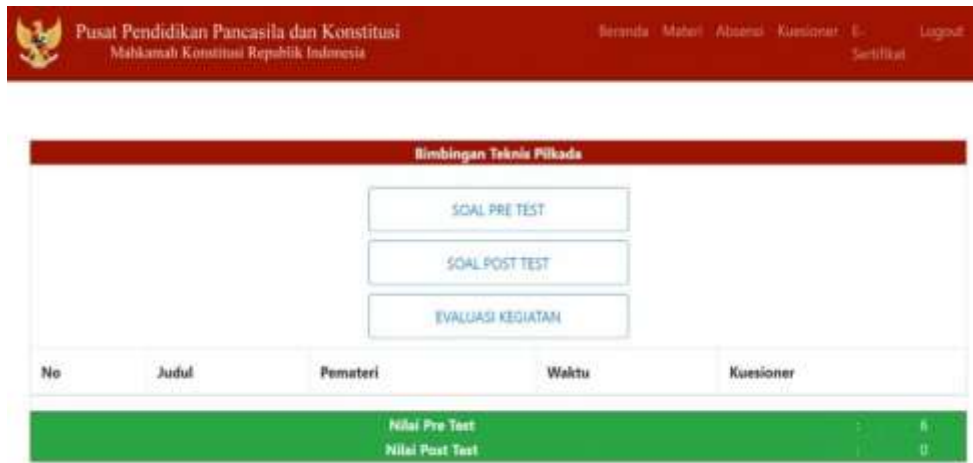 Pusat Pendidikan Pancasila dan Konstitusi
Mahkamah Konstitusi Republik Indonesia
Beranda Materi Absensi Kuesioner E-Sertifikat Logout
Bimbingan Teknis Pilkada
SOAL PRE TEST
SOAL POST TEST
EVALUASI KEGIATAN
No Judul Pemateri Waktu Kuesioner
Nilai Pre Test : 6
Nilai Post Test : 0